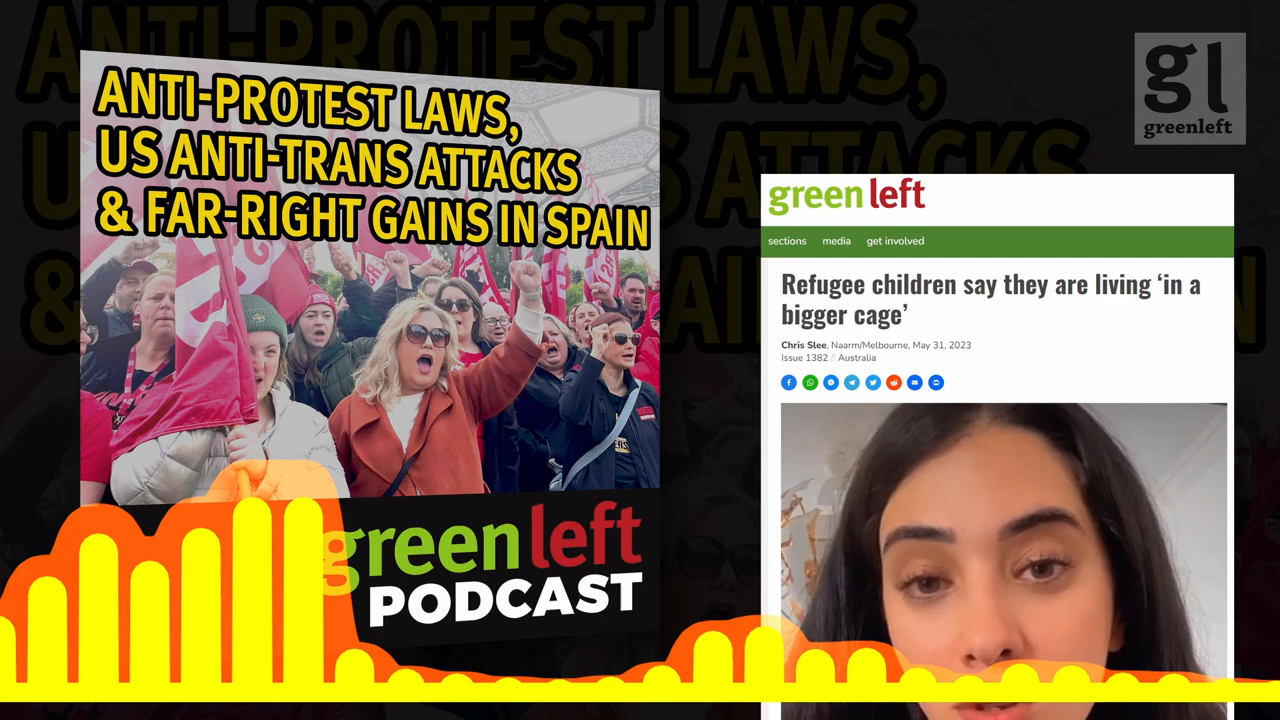 ANTI-PROTEST LAWS,
US ANTI-TRANS ATTACKS
& FAR-RIGHT GAINS IN SPAIN
green left
PODCAST
gl
greenleft
green left
sections media get involved
Refugee children say they are living ‘in a
bigger cage’
Chris Slee, Naarm/Melbourne, May 31, 2023
Issue 1382 // Australia